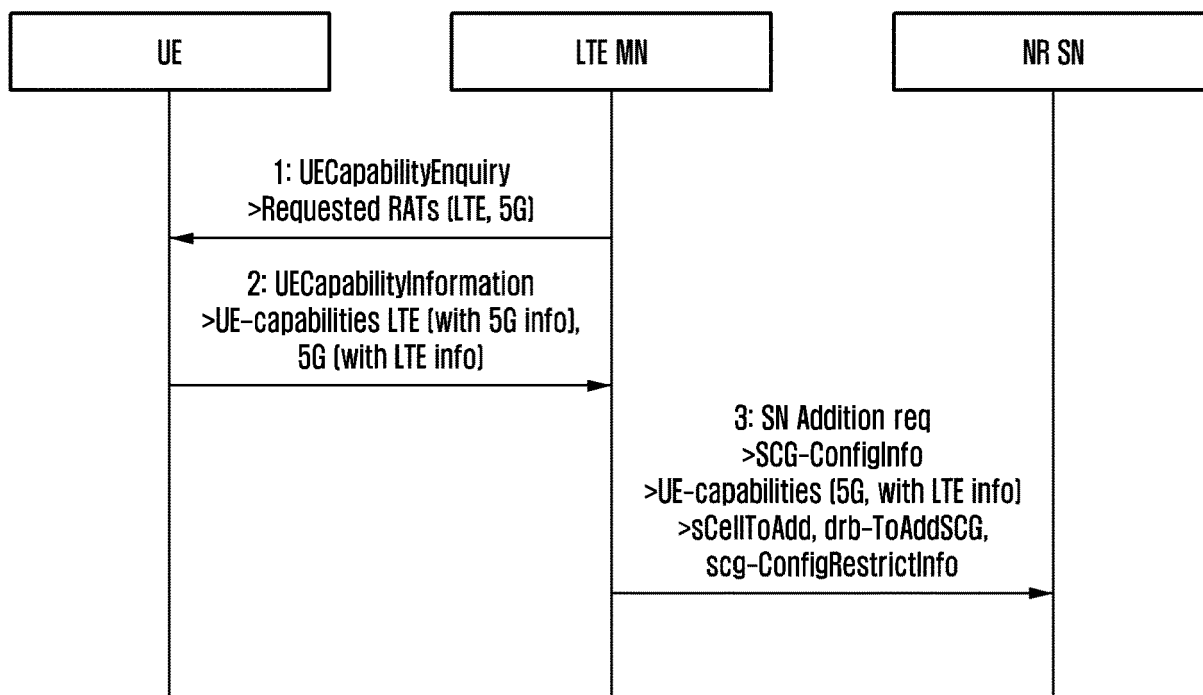 UE
LTE MN
NR SN
1: UECapabilityEnquiry
>Requested RATs (LTE, 5G)
2: UECapabilityInformation
>UE-capabilities LTE (with 5G info),
5G (with LTE info)
3: SN Addition req
>SCG-ConfigInfo
>UE-capabilities (5G, with LTE info)
>sCellToAdd, drb-ToAddSCG,
scg-ConfigRestrictInfo